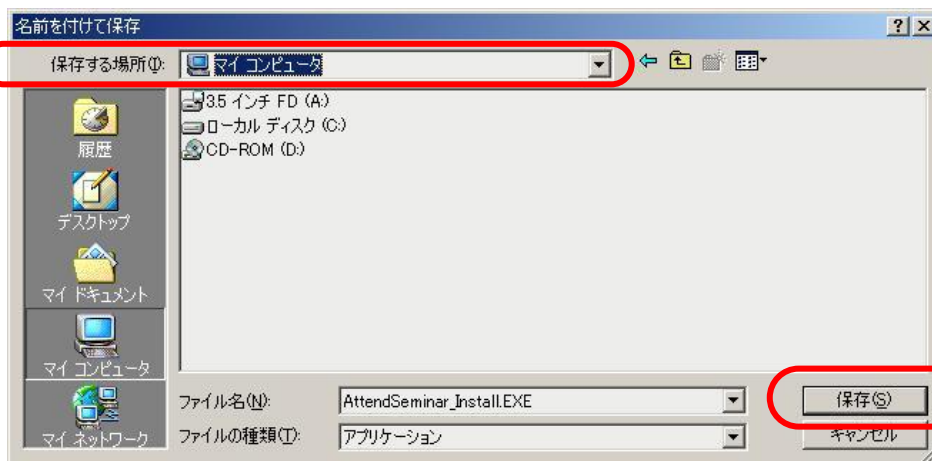 名前を付けて保存
保存する場所(I): マイ コンピュータ
3.5 インチ FD (A:)
ローカル ディスク (C:)
CD-ROM (D:)
履歴
デスクトップ
マイ ドキュメント
マイ コンピュータ
マイ ネットワーク
ファイル名(N): AttendSeminar_Install.EXE 保存(S)
ファイルの種類(T): アプリケーション キャンセル